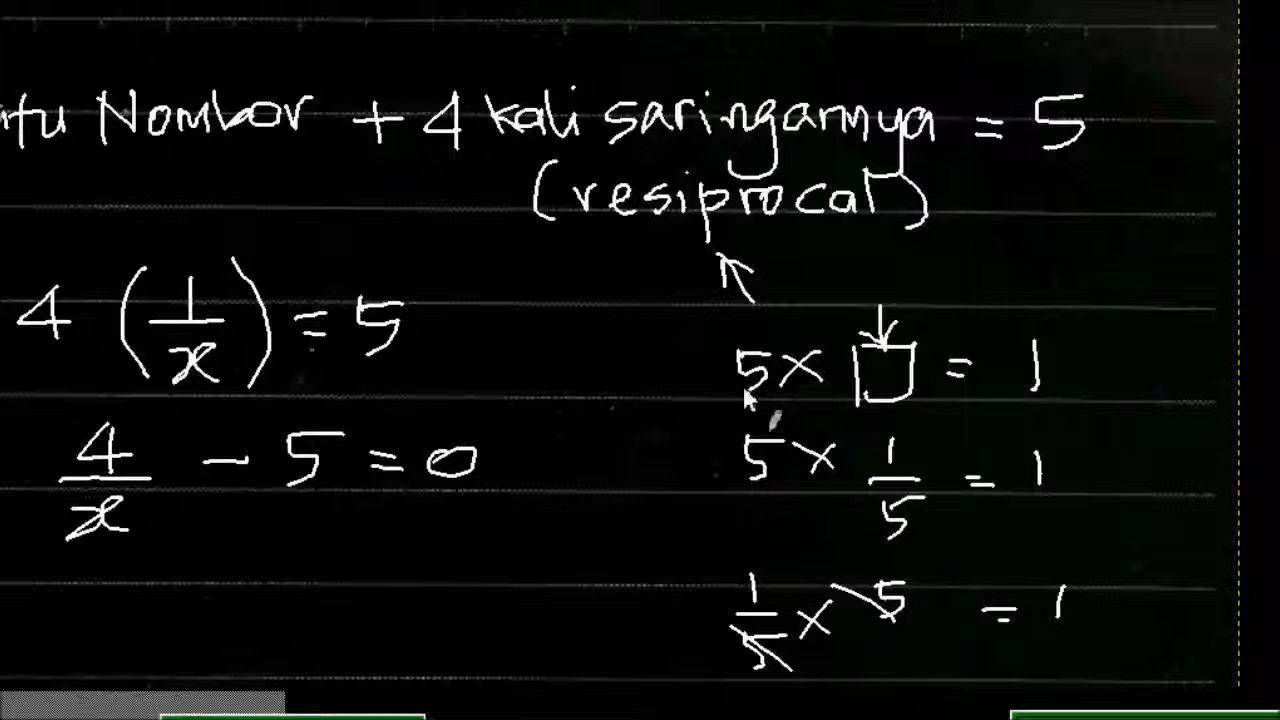 atu Nombor + 4 kali saringannya = 5
(resiprocal)
4 (1/x) = 5
4/x - 5 = 0
5 × □ = 1
5 × 1/5 = 1
1/5 × 5 = 1